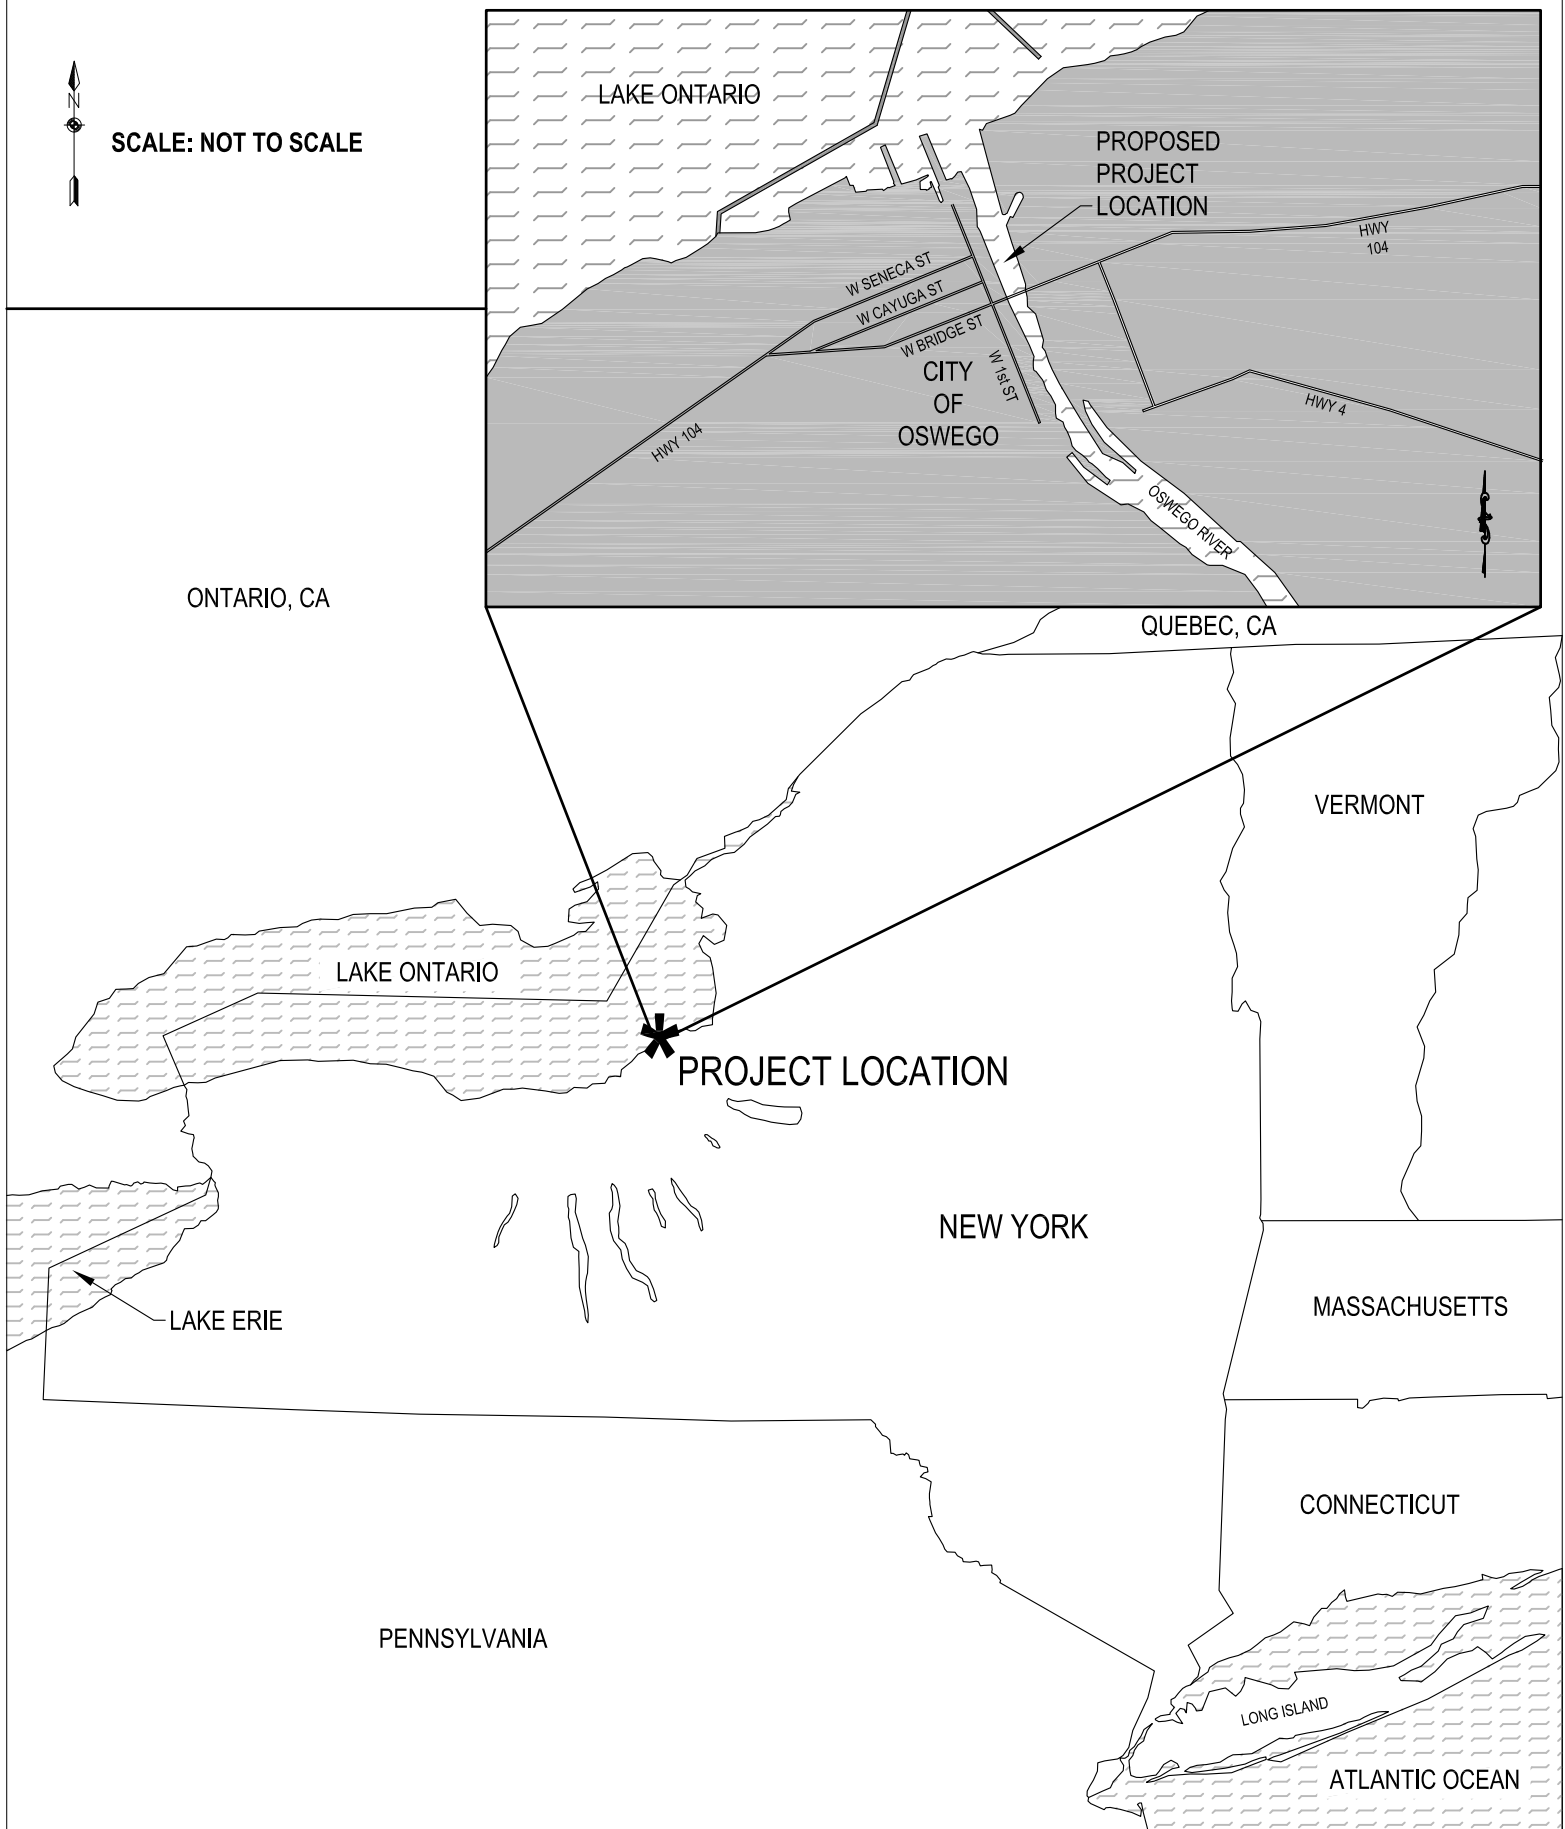 N
SCALE: NOT TO SCALE
LAKE ONTARIO
PROPOSED
PROJECT
LOCATION
HWY
104
W SENECA ST
W CAYUGA ST
W BRIDGE ST
W 1st ST
CITY
OF
OSWEGO
HWY 104
HWY 4
OSWEGO RIVER
ONTARIO, CA
QUEBEC, CA
VERMONT
LAKE ONTARIO
PROJECT LOCATION
NEW YORK
LAKE ERIE
MASSACHUSETTS
CONNECTICUT
PENNSYLVANIA
LONG ISLAND
ATLANTIC OCEAN